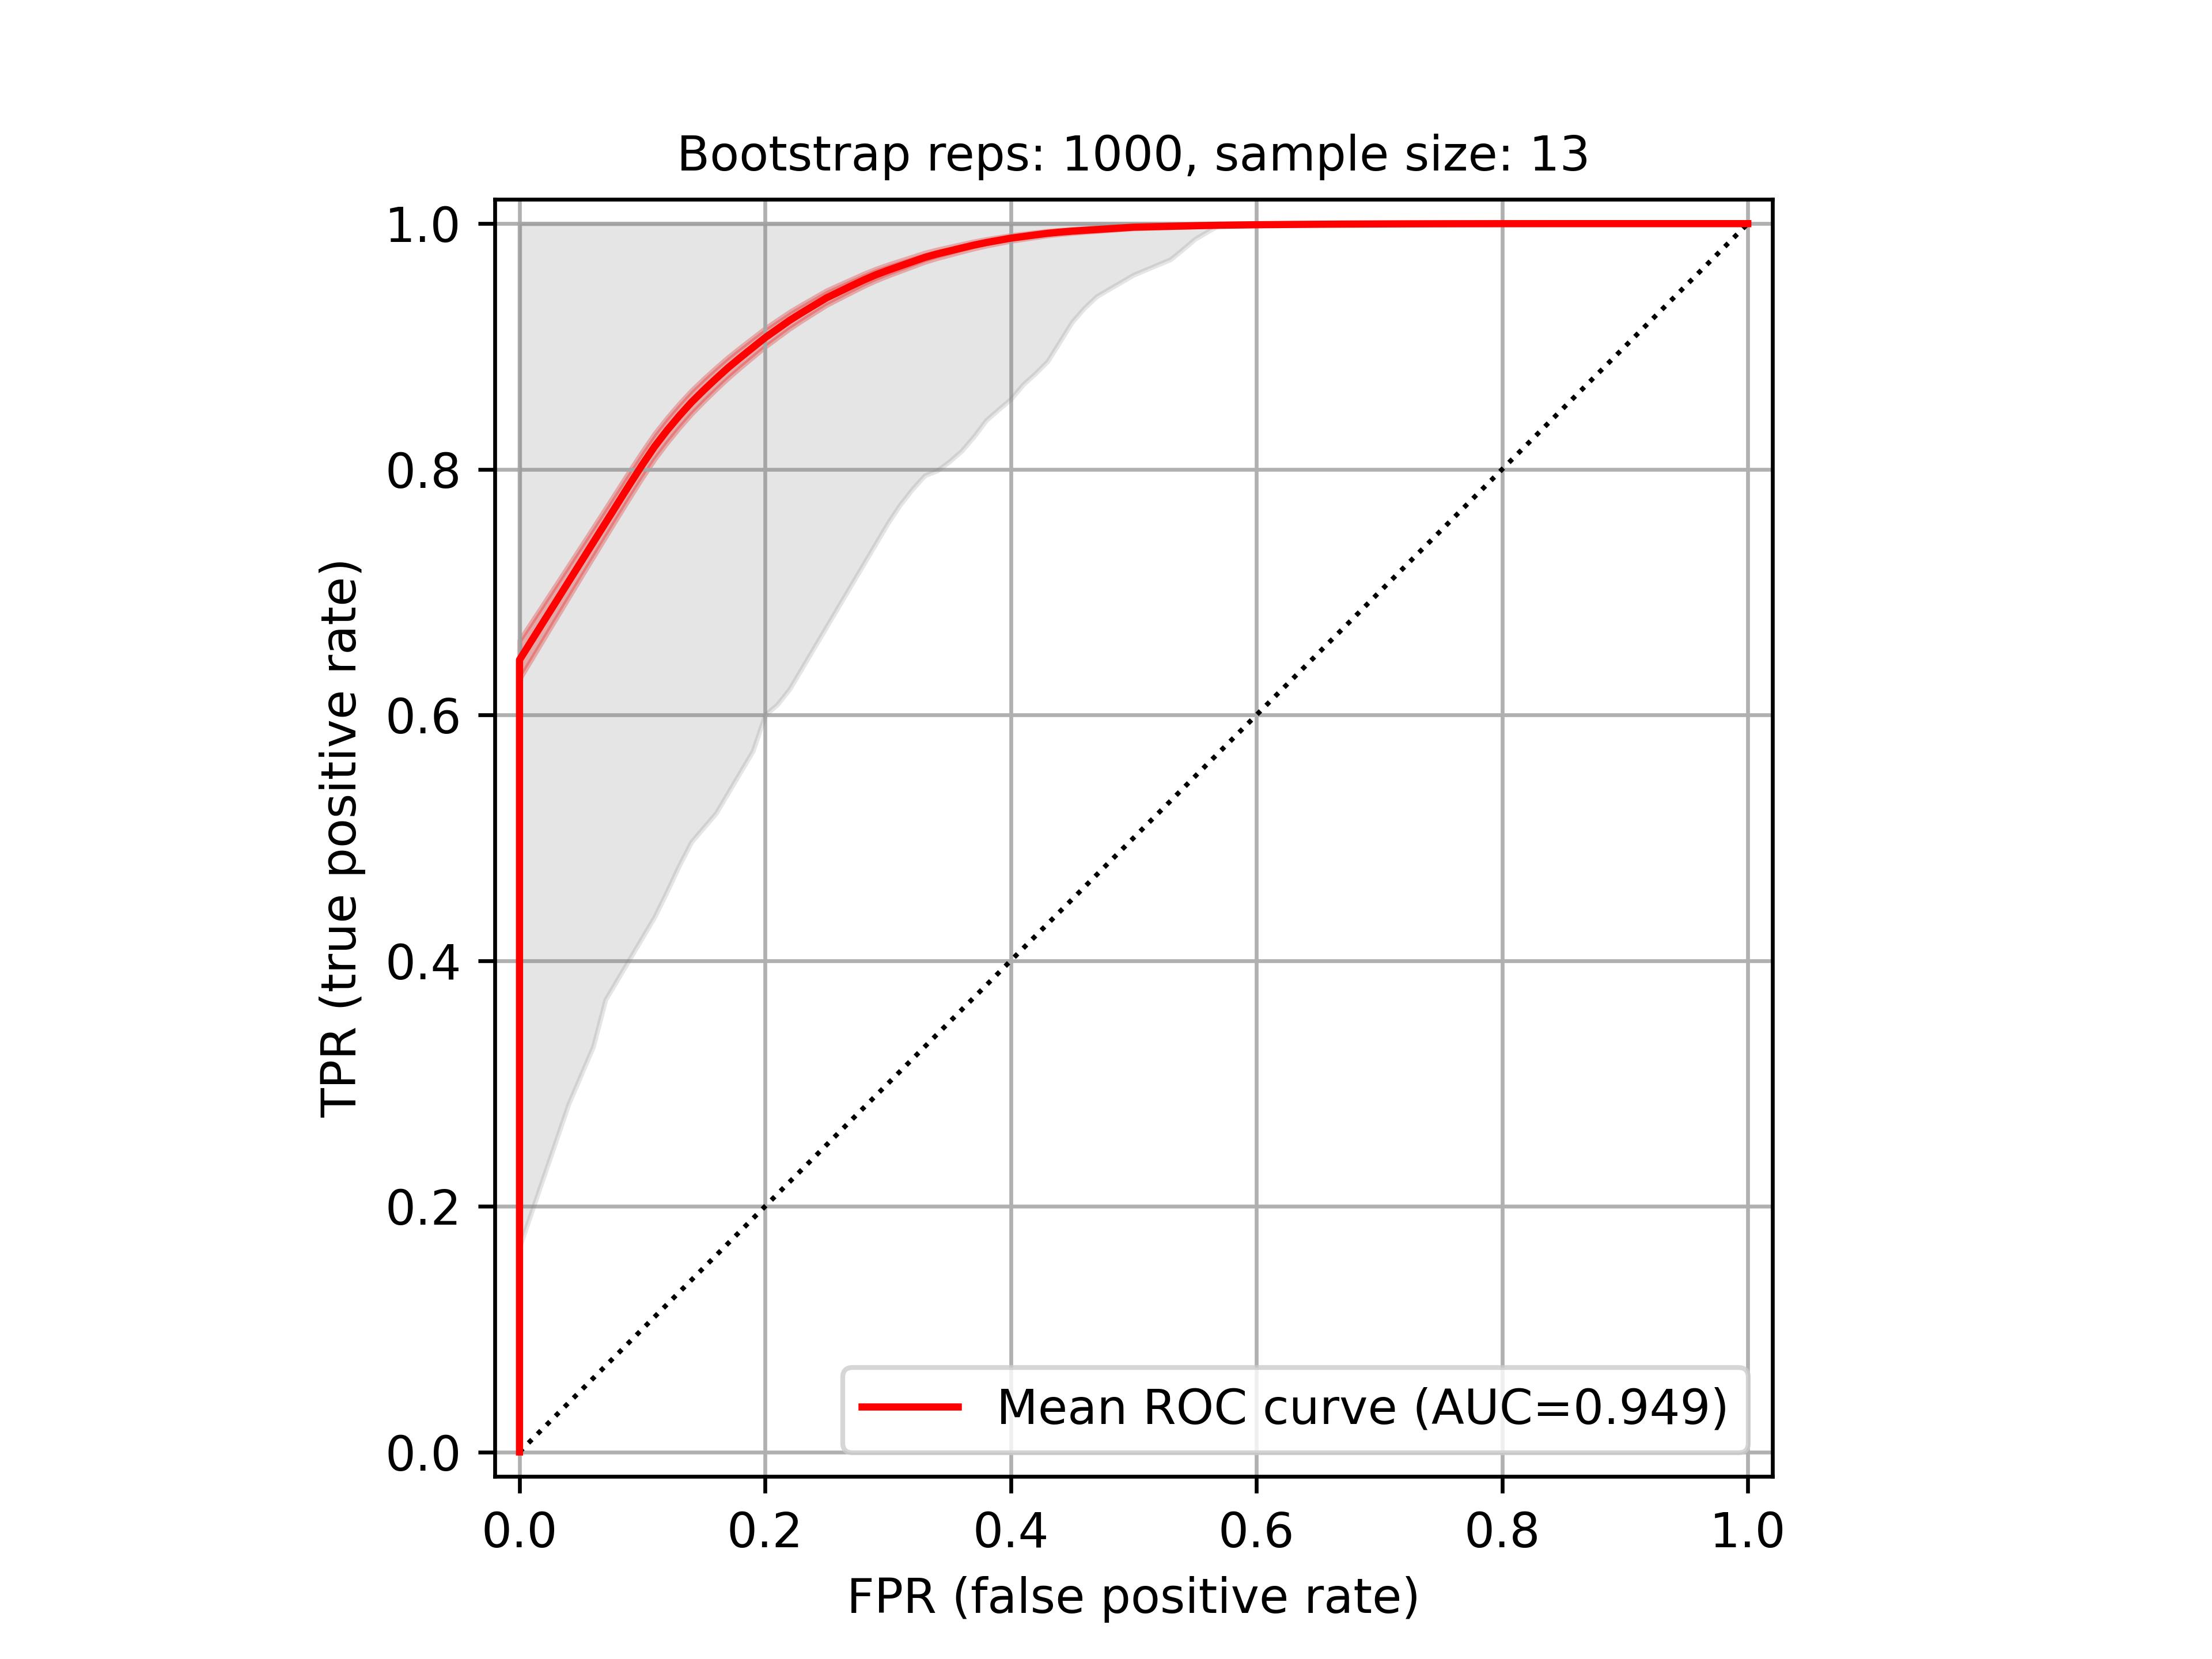 Bootstrap reps: 1000, sample size: 13
1.0
0.8
0.6
0.4
0.2
0.0
TPR (true positive rate)
Mean ROC curve (AUC=0.949)
0.0 0.2 0.4 0.6 0.8 1.0
FPR (false positive rate)